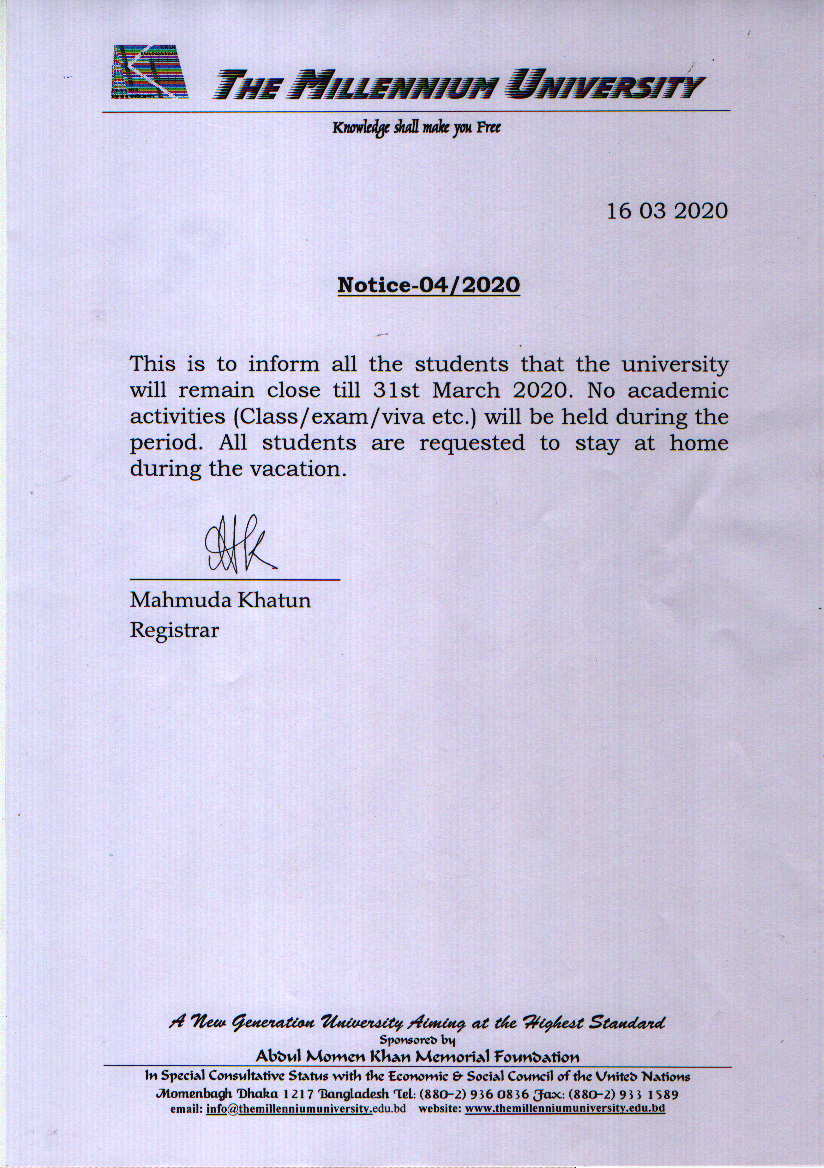 THE MILLENNIUM UNIVERSITY
Knowledge shall make you Free
16 03 2020
Notice-04/2020
This is to inform all the students that the university
will remain close till 31st March 2020. No academic
activities (Class/exam/viva etc.) will be held during the
period. All students are requested to stay at home
during the vacation.
Mahmuda Khatun
Registrar
A New Generation University Aiming at the Highest Standard
Sponsored by
Abdul Momen Khan Memorial Foundation
In Special Consultative Status with the Economic & Social Council of the United Nations
Momenbagh Dhaka 1217 Bangladesh Tel: (880-2) 936 0836 Fax: (880-2) 933 1589
email: info@themillenniumuniversity.edu.bd website: www.themillenniumuniversity.edu.bd